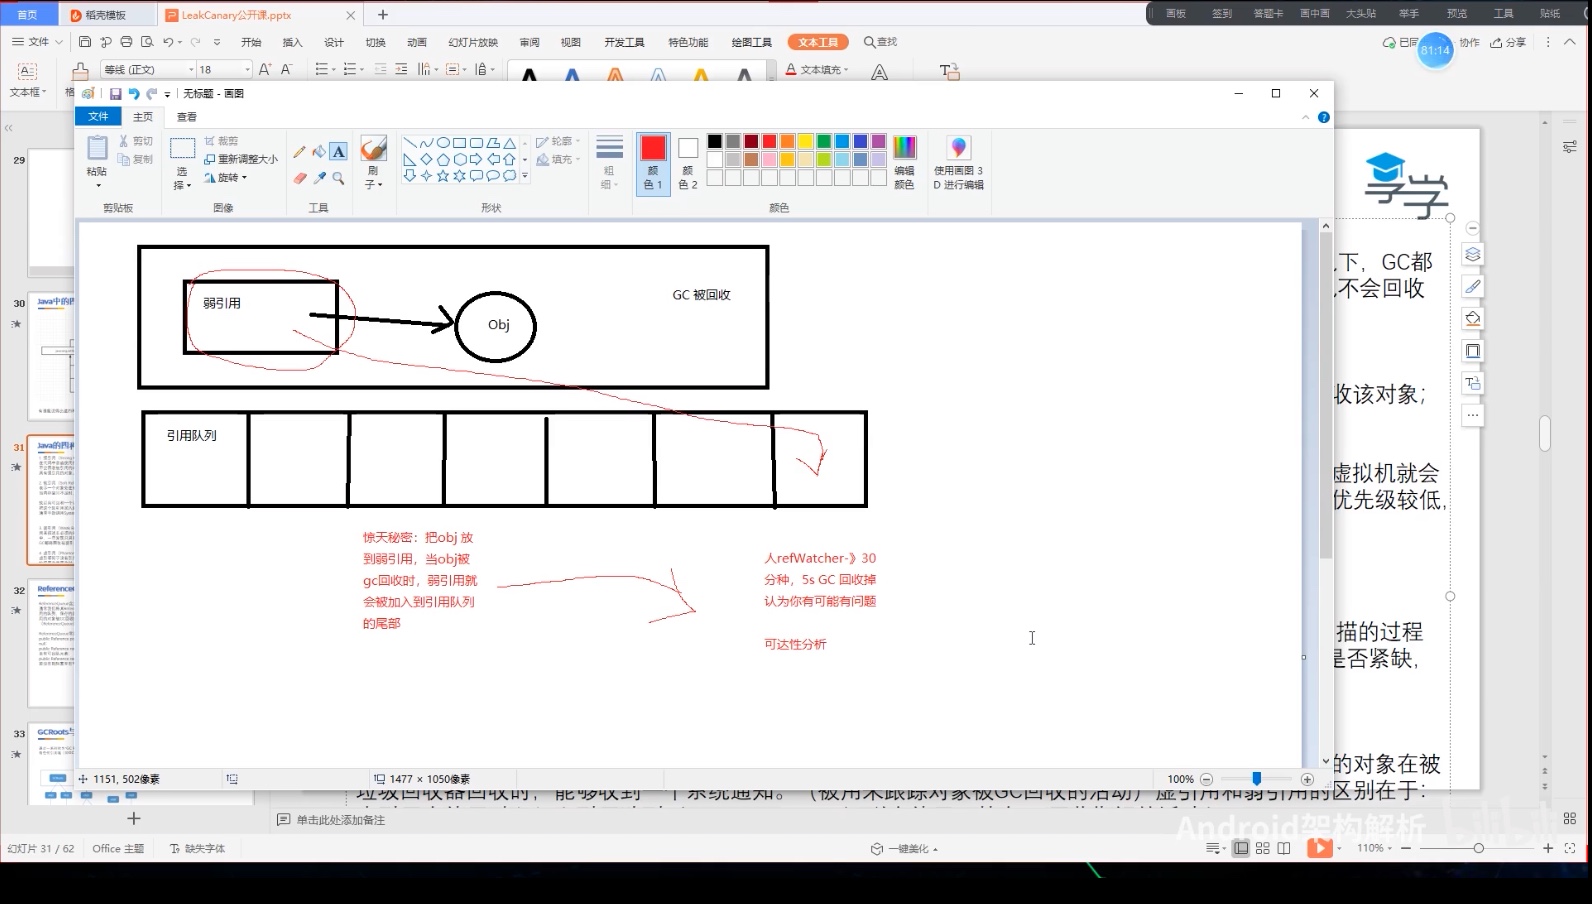 首页
稻壳模板
LeakCanary公开课.pptx
画板
签到
答题卡
画中画
大头贴
举手
预览
工具
贴纸
文件
开始
插入
设计
切换
动画
幻灯片放映
审阅
视图
开发工具
特色功能
绘图工具
文本工具
查找
81:14
协作
分享
文本框
等线 (正文)
18
文本填充
无标题 - 画图
文件
主页
查看
粘贴
剪切
复制
剪贴板
选择
裁剪
重新调整大小
旋转
图像
工具
刷子
形状
轮廓
填充
粗细
颜色 1
颜色 2
编辑颜色
颜色
使用画图 3D 进行编辑
弱引用
Obj
GC 被回收
引用队列
惊天秘密：把obj 放
到弱引用，当obj被
gc回收时，弱引用就
会被加入到引用队列
的尾部
人refWatcher-》30
分种，5s GC 回收掉
认为你有可能有问题
可达性分析
学学
下，GC都
不会回收
收该对象；
虚拟机就会
优先级较低,
描的过程
是否紧缺,
的对象在被
29
30
31
32
33
1151, 502像素
1477 × 1050像素
100%
垃圾回收器回收时，能够收到一个系统通知。（被用来跟踪对象被GC回收的活动）虚引用和弱引用的区别在于：
单击此处添加备注
Android架构解析
bilibili
幻灯片 31 / 62
Office 主题
缺失字体
一键美化
110%